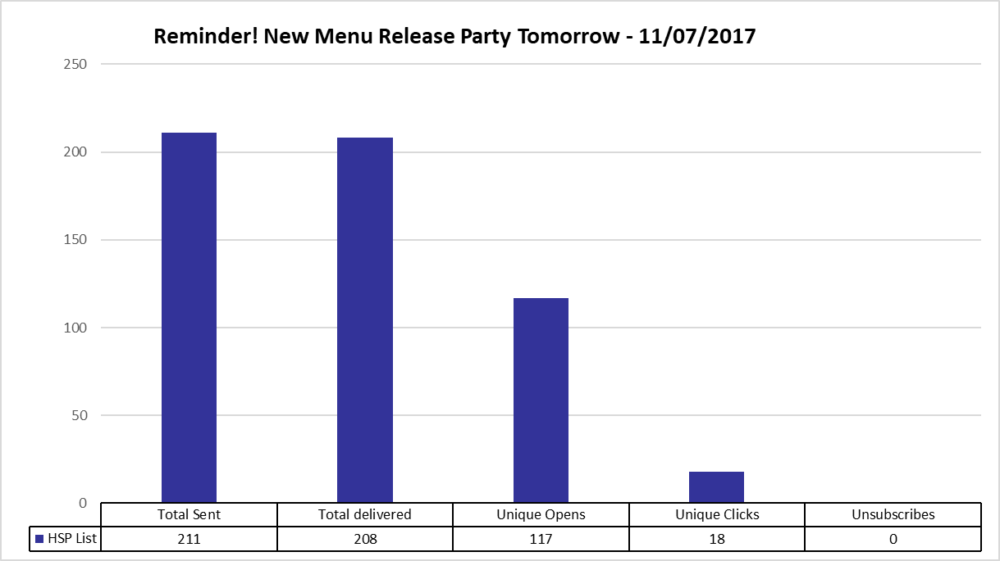 Reminder! New Menu Release Party Tomorrow - 11/07/2017
250
200
150
100
50
0
Total Sent Total delivered Unique Opens Unique Clicks Unsubscribes
HSP List 211 208 117 18 0